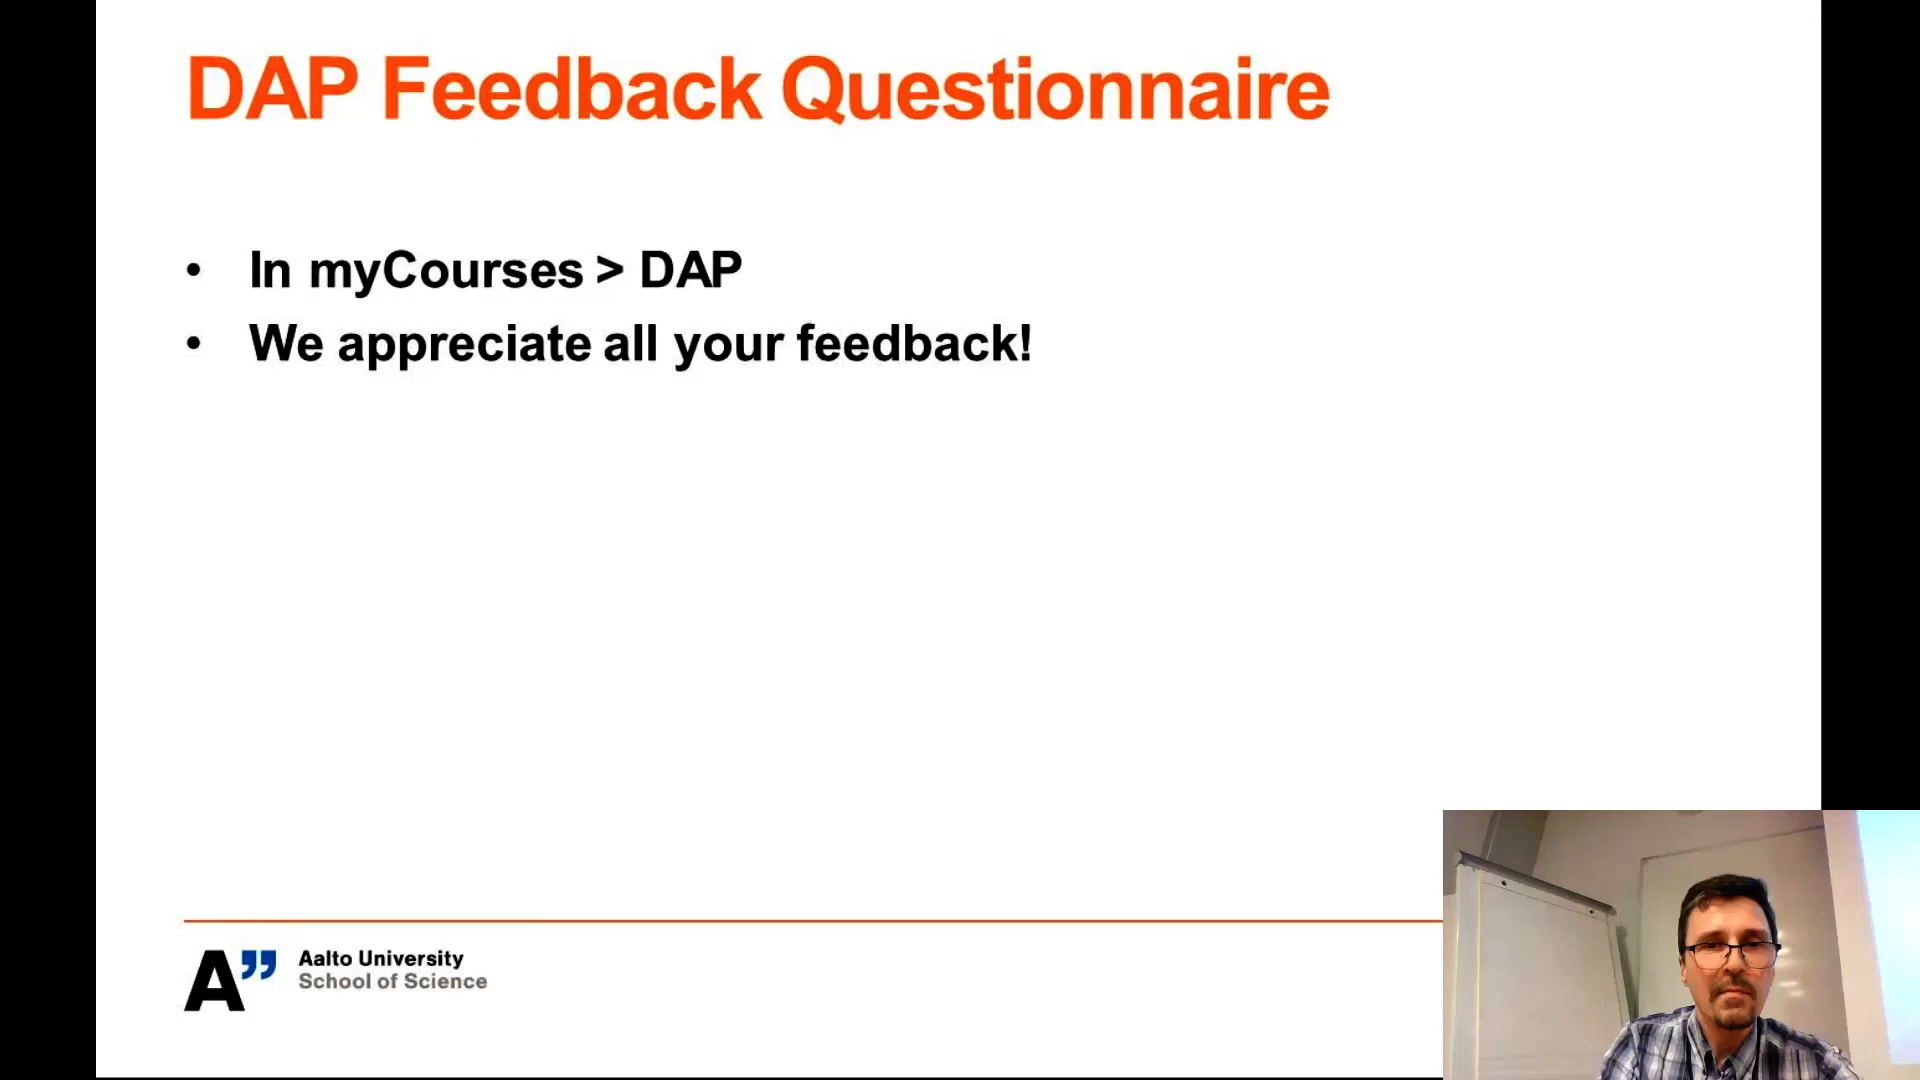 DAP Feedback Questionnaire
• In myCourses > DAP
• We appreciate all your feedback!
A”
Aalto University
School of Science